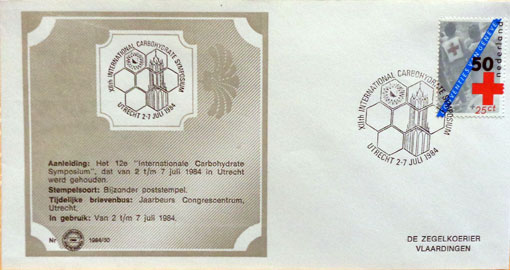 XIIth INTERNATIONAL CARBOHYDRATE SYMPOSIUM
UTRECHT 2-7 JULI 1984
Aanleiding: Het 12e "Internationale Carbohydrate
Symposium", dat van 2 t/m 7 juli 1984 in Utrecht
werd gehouden.
Stempelsoort: Bijzonder poststempel.
Tijdelijke brievenbus: Jaarbeurs Congrescentrum,
Utrecht.
In gebruik: Van 2 t/m 7 juli 1984.
Nr
1984/50
XIIth INTERNATIONAL CARBOHYDRATE SYMPOSIUM
UTRECHT 2-7 JULI 1984
50
+25ct
nederland
DE ZEGELKOERIER
VLAARDINGEN